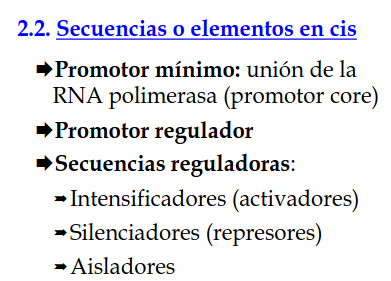 2.2. Secuencias o elementos en cis
🡆Promotor mínimo: unión de la
RNA polimerasa (promotor core)
🡆Promotor regulador
🡆Secuencias reguladoras:
➨Intensificadores (activadores)
➨Silenciadores (represores)
➨Aisladores